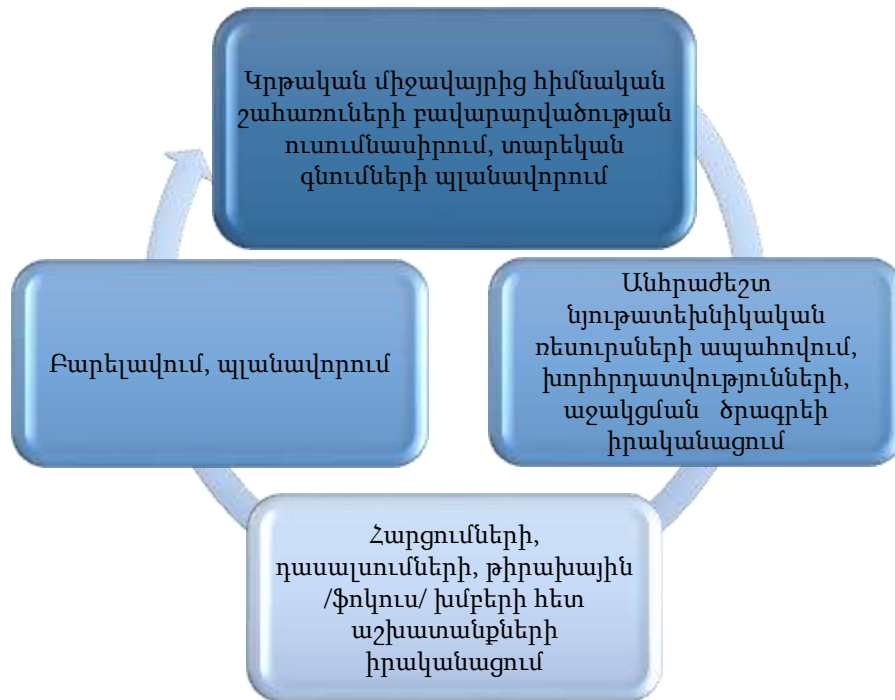 Կրթական միջավայրից հիմնական
շահառուների բավարարվածության
ուսումնասիրում, տարեկան
գնումների պլանավորում
Անհրաժեշտ
նյութատեխնիկական
ռեսուրսների ապահովում,
խորհրդատվությունների,
աջակցման ծրագրեի
իրականացում
Հարցումների,
դասալսումների, թիրախային
/ֆոկուս/ խմբերի հետ
աշխատանքների
իրականացում
Բարելավում, պլանավորում